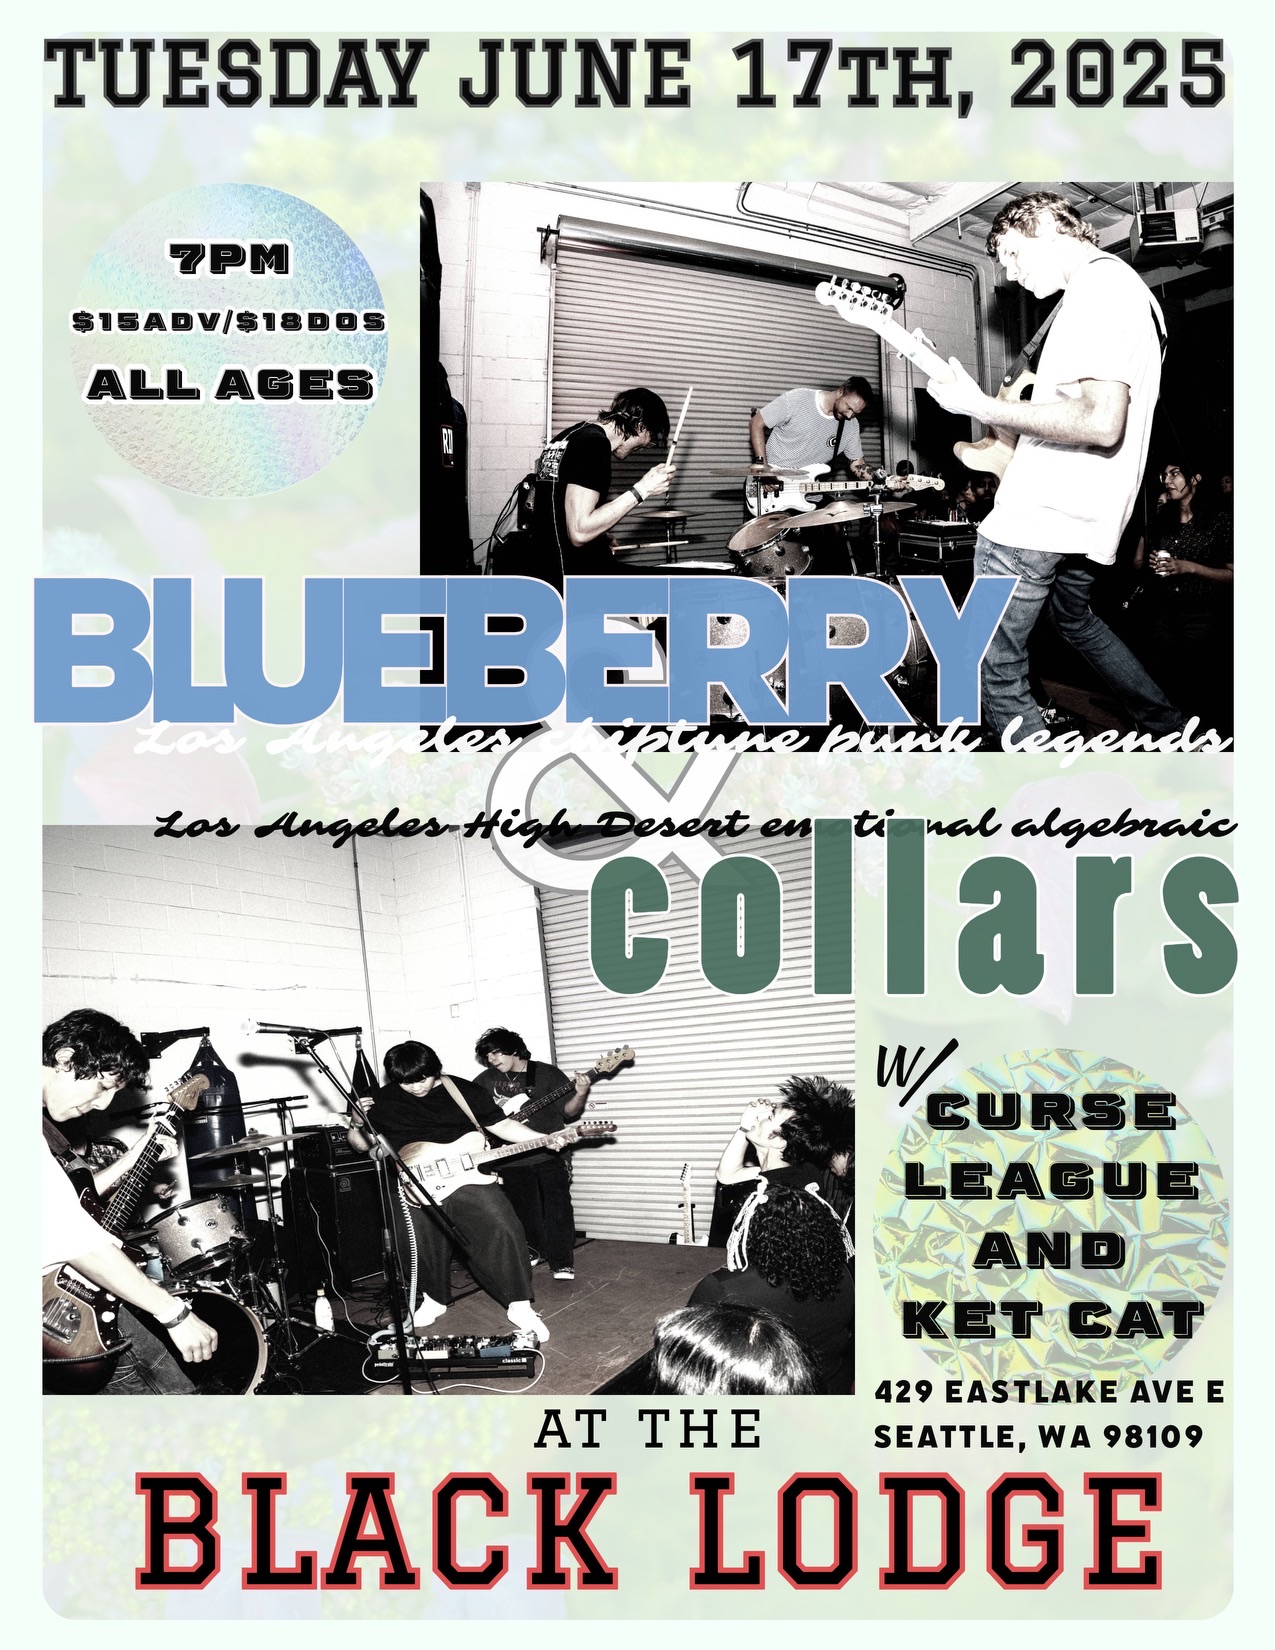 TUESDAY JUNE 17TH, 2025
7PM
$15ADV/$18DOS
ALL AGES
BLUEBERRY
Los Angeles chiptune punk legends
&
Los Angeles High Desert emotional algebraic
collars
W/
CURSE
LEAGUE
AND
KET CAT
429 EASTLAKE AVE E
SEATTLE, WA 98109
AT THE
BLACK LODGE